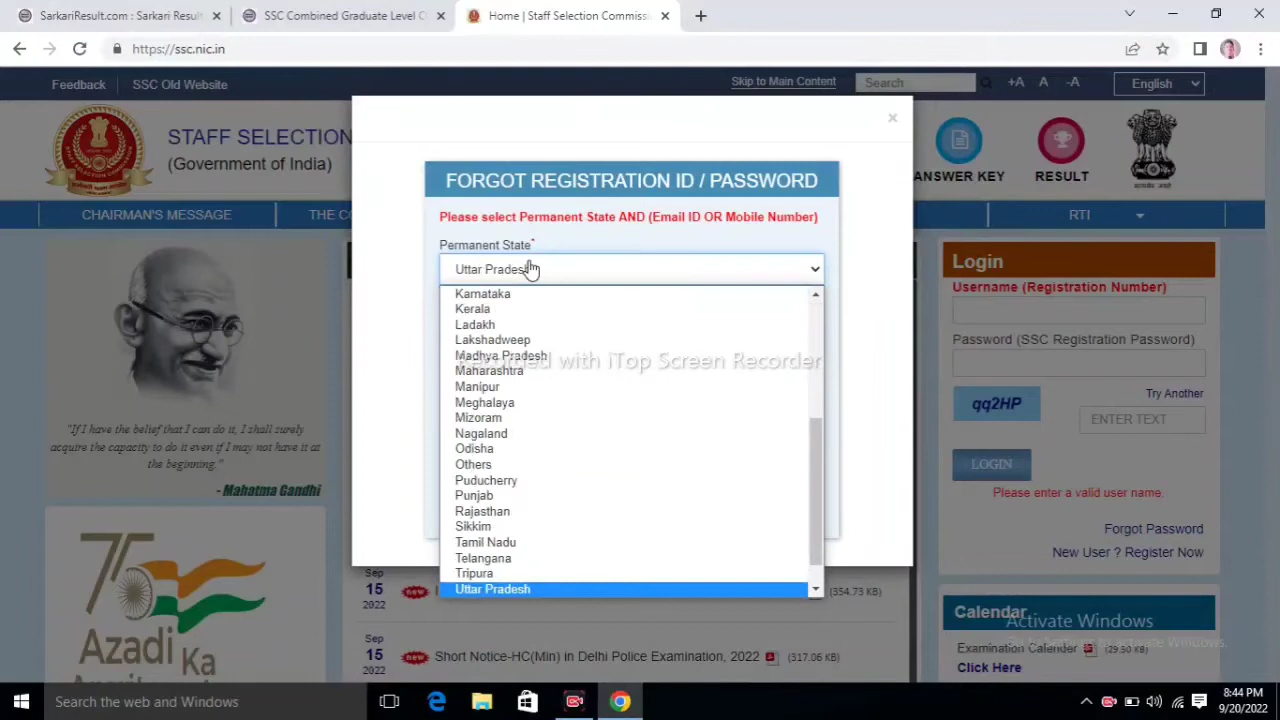 SarkariResult.com : Sarkari Result
SSC Combined Graduate Level
Home | Staff Selection Commissi
https://ssc.nic.in
Feedback
SSC Old Website
Skip to Main Content
Search
+A A -A
English
STAFF SELECTION
(Government of India)
ANSWER KEY
RESULT
CHAIRMAN'S MESSAGE
THE CO
RTI
×
FORGOT REGISTRATION ID / PASSWORD
Please select Permanent State AND (Email ID OR Mobile Number)
Permanent State*
Uttar Pradesh
Karnataka
Kerala
Ladakh
Lakshadweep
Madhya Pradesh
Recorded with iTop Screen Recorder
Maharashtra
Manipur
Meghalaya
Mizoram
Nagaland
Odisha
Others
Puducherry
Punjab
Rajasthan
Sikkim
Tamil Nadu
Telangana
Tripura
Uttar Pradesh
"If I have the belief that I can do it, I shall surely
acquire the capacity to do it even if I may not have it at
the beginning."
- Mahatma Gandhi
75
Azadi Ka
Sep
15
2022
new
(354.73 KB)
Sep
15
2022
new
Short Notice-HC(Min) in Delhi Police Examination, 2022
(317.06 KB)
Login
Username (Registration Number)
Password (SSC Registration Password)
qq2HP
Try Another
ENTER TEXT
LOGIN
Please enter a valid user name.
Forgot Password
New User ? Register Now
Calendar
Activate Windows
Examination Calender
(29.50 KB)
Click Here
Search the web and Windows
8:44 PM
9/20/2022